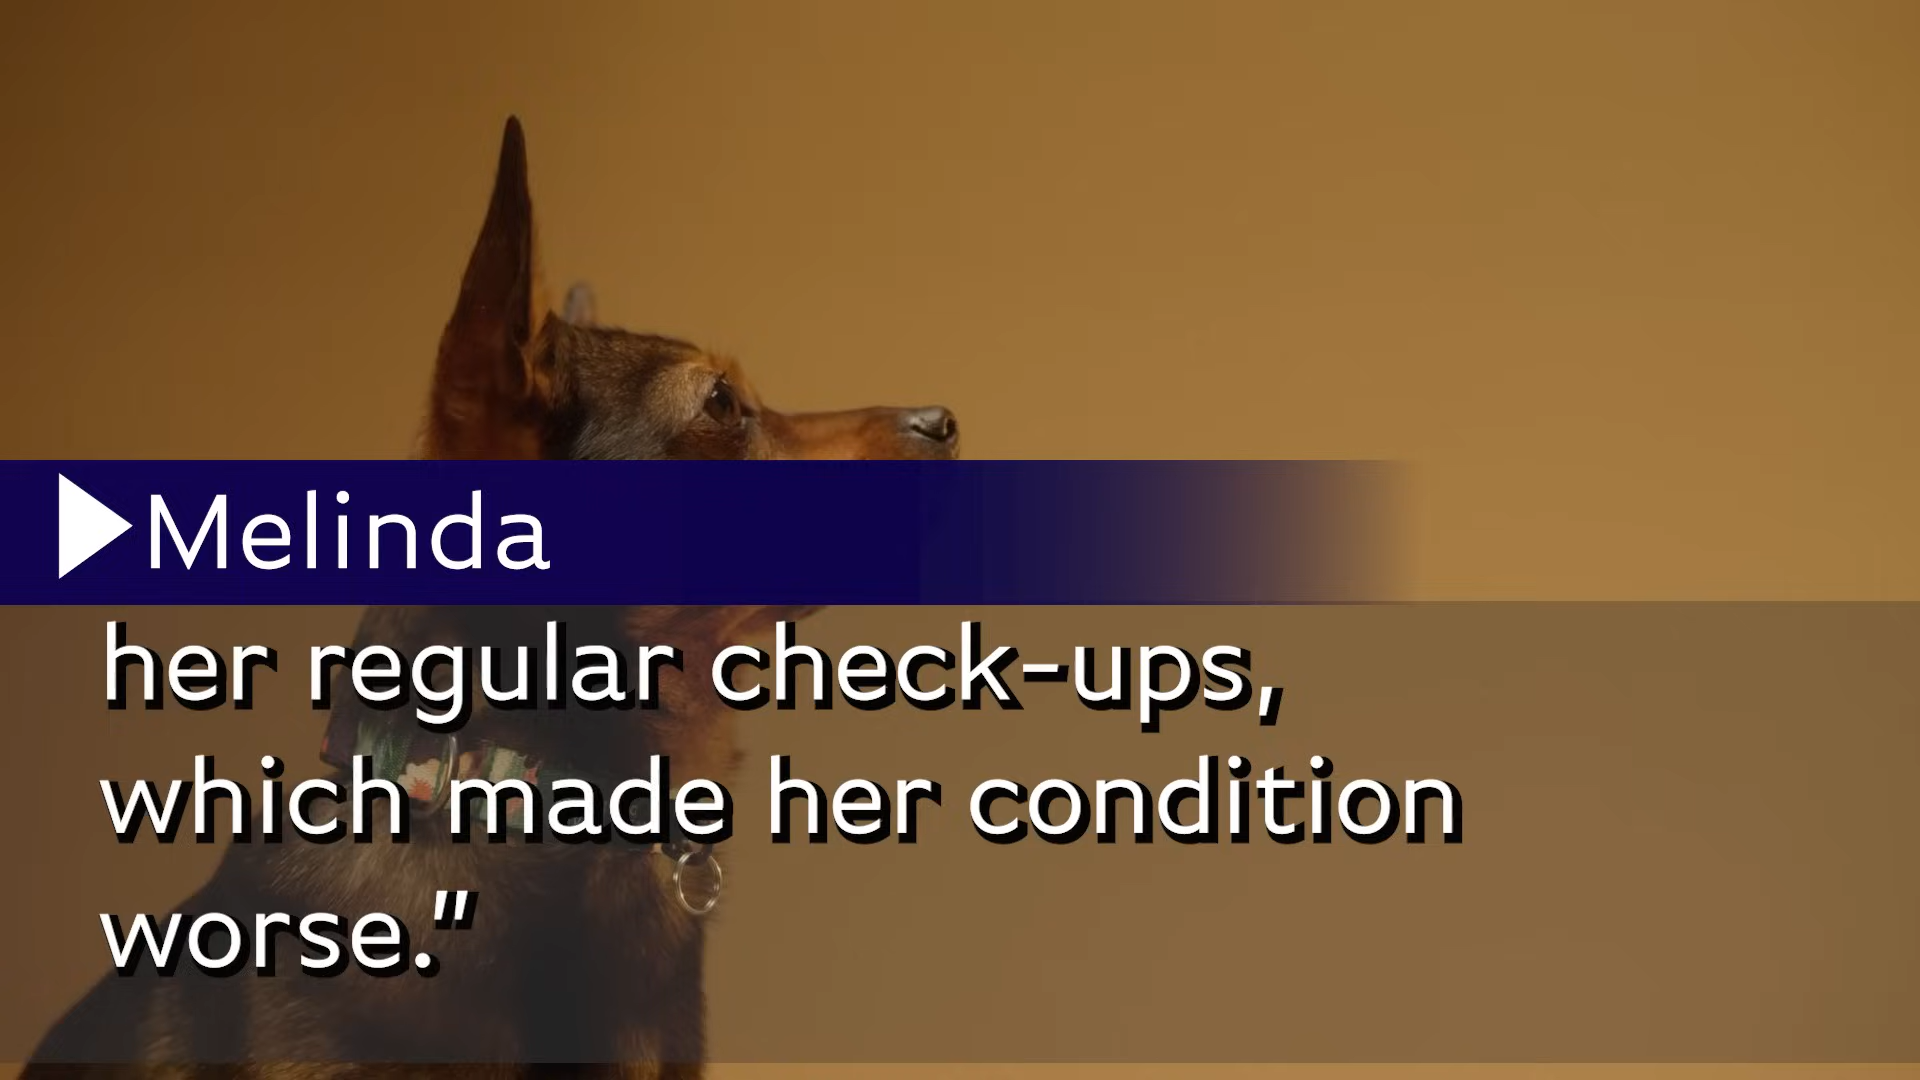 Melinda
her regular check-ups,
which made her condition
worse.”